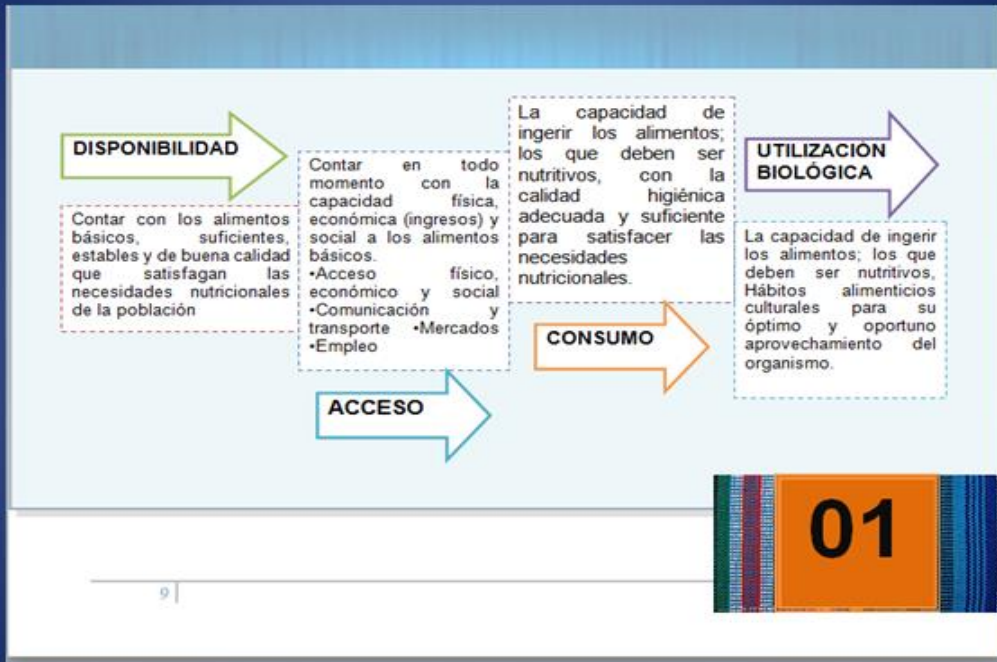 DISPONIBILIDAD
Contar con los alimentos
básicos, suficientes,
estables y de buena calidad
que satisfagan las
necesidades nutricionales
de la población
Contar en todo
momento con la
capacidad física,
económica (ingresos) y
social a los alimentos
básicos.
•Acceso físico,
económico y social
•Comunicación y
transporte •Mercados
•Empleo
ACCESO
La capacidad de
ingerir los alimentos;
los que deben ser
nutritivos, con la
calidad higiénica
adecuada y suficiente
para satisfacer las
necesidades
nutricionales.
CONSUMO
UTILIZACIÓN
BIOLÓGICA
La capacidad de ingerir
los alimentos; los que
deben ser nutritivos,
Hábitos alimenticios
culturales para su
óptimo y oportuno
aprovechamiento del
organismo.
01
9